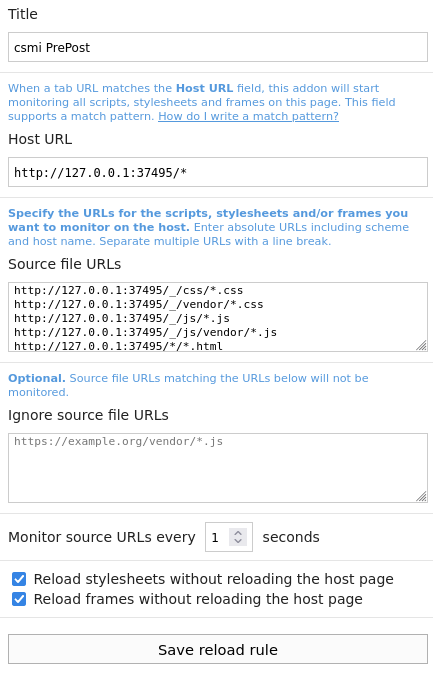 Title
csmi PrePost
When a tab URL matches the Host URL field, this addon will start
monitoring all scripts, stylesheets and frames on this page. This field
supports a match pattern. How do I write a match pattern?
Host URL
http://127.0.0.1:37495/*
Specify the URLs for the scripts, stylesheets and/or frames you
want to monitor on the host. Enter absolute URLs including scheme
and host name. Separate multiple URLs with a line break.
Source file URLs
http://127.0.0.1:37495/_/css/*.css
http://127.0.0.1:37495/_/vendor/*.css
http://127.0.0.1:37495/_/js/*.js
http://127.0.0.1:37495/_/js/vendor/*.js
http://127.0.0.1:37495/*/*.html
Optional. Source file URLs matching the URLs below will not be
monitored.
Ignore source file URLs
https://example.org/vendor/*.js
Monitor source URLs every 1 seconds
Reload stylesheets without reloading the host page
Reload frames without reloading the host page
Save reload rule